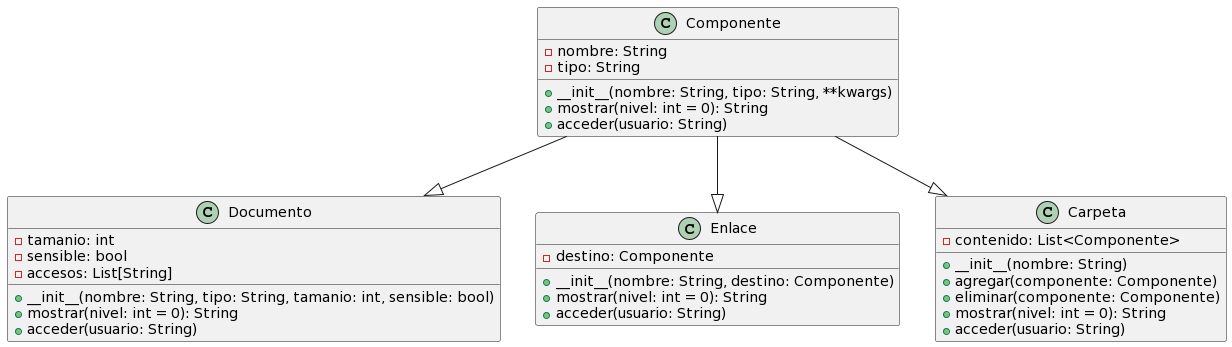 C Componente
nombre: String
tipo: String
__init__(nombre: String, tipo: String, **kwargs)
mostrar(nivel: int = 0): String
acceder(usuario: String)
C Documento
tamanio: int
sensible: bool
accesos: List[String]
__init__(nombre: String, tipo: String, tamanio: int, sensible: bool)
mostrar(nivel: int = 0): String
acceder(usuario: String)
C Enlace
destino: Componente
__init__(nombre: String, destino: Componente)
mostrar(nivel: int = 0): String
acceder(usuario: String)
C Carpeta
contenido: List<Componente>
__init__(nombre: String)
agregar(componente: Componente)
eliminar(componente: Componente)
mostrar(nivel: int = 0): String
acceder(usuario: String)